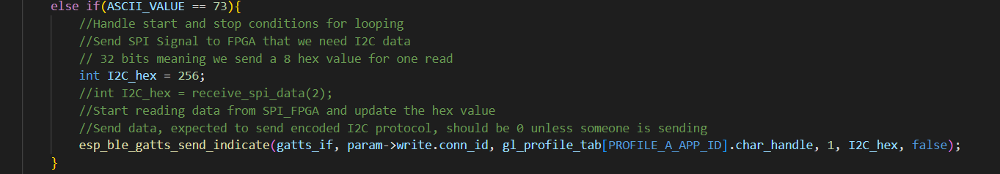 else if(ASCII_VALUE == 73){
//Handle start and stop conditions for looping
//Send SPI Signal to FPGA that we need I2C data
// 32 bits meaning we send a 8 hex value for one read
int I2C_hex = 256;
//int I2C_hex = receive_spi_data(2);
//Start reading data from SPI_FPGA and update the hex value
//Send data, expected to send encoded I2C protocol, should be 0 unless someone is sending
esp_ble_gatts_send_indicate(gatts_if, param->write.conn_id, gl_profile_tab[PROFILE_A_APP_ID].char_handle, 1, I2C_hex, false);
}